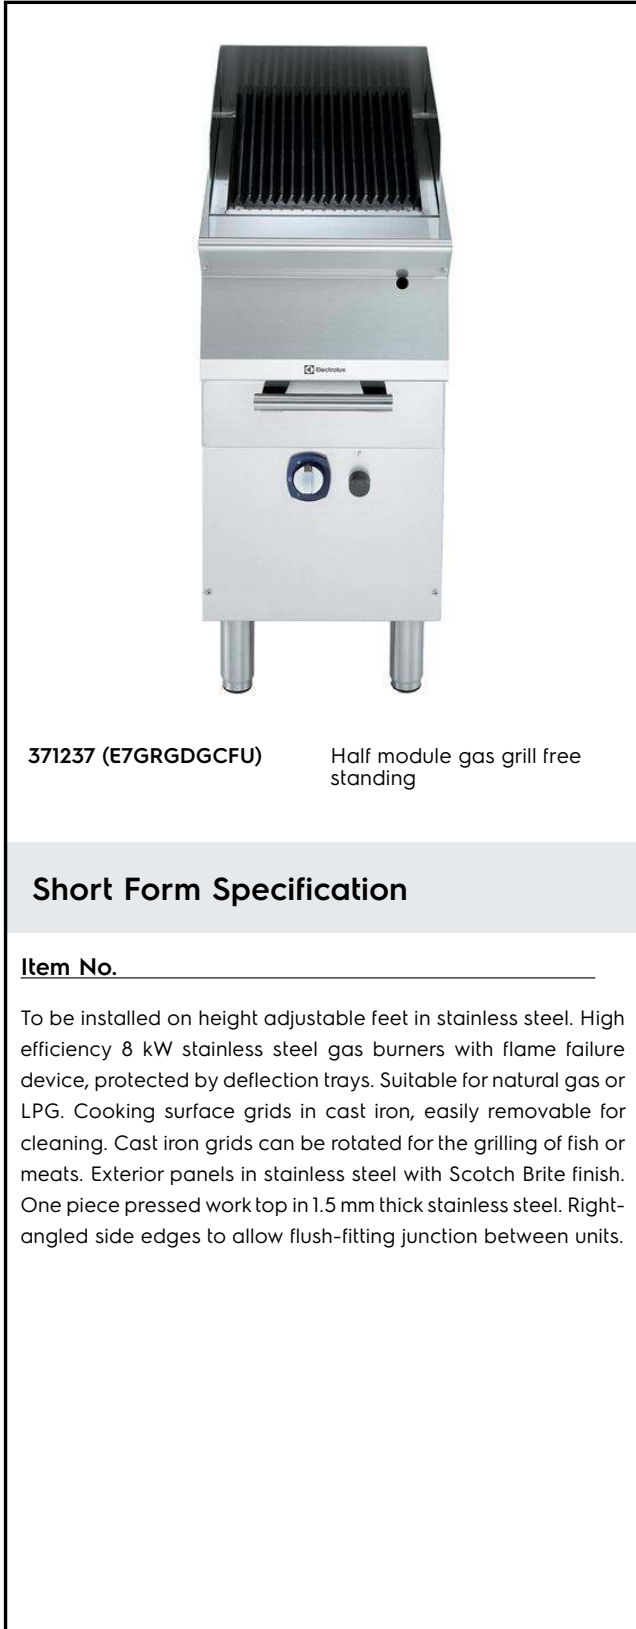 Electrolux
371237 (E7GRGDGCFU)
Half module gas grill free
standing
Short Form Specification
Item No.
To be installed on height adjustable feet in stainless steel. High
efficiency 8 kW stainless steel gas burners with flame failure
device, protected by deflection trays. Suitable for natural gas or
LPG. Cooking surface grids in cast iron, easily removable for
cleaning. Cast iron grids can be rotated for the grilling of fish or
meats. Exterior panels in stainless steel with Scotch Brite finish.
One piece pressed work top in 1.5 mm thick stainless steel. Right-
angled side edges to allow flush-fitting junction between units.